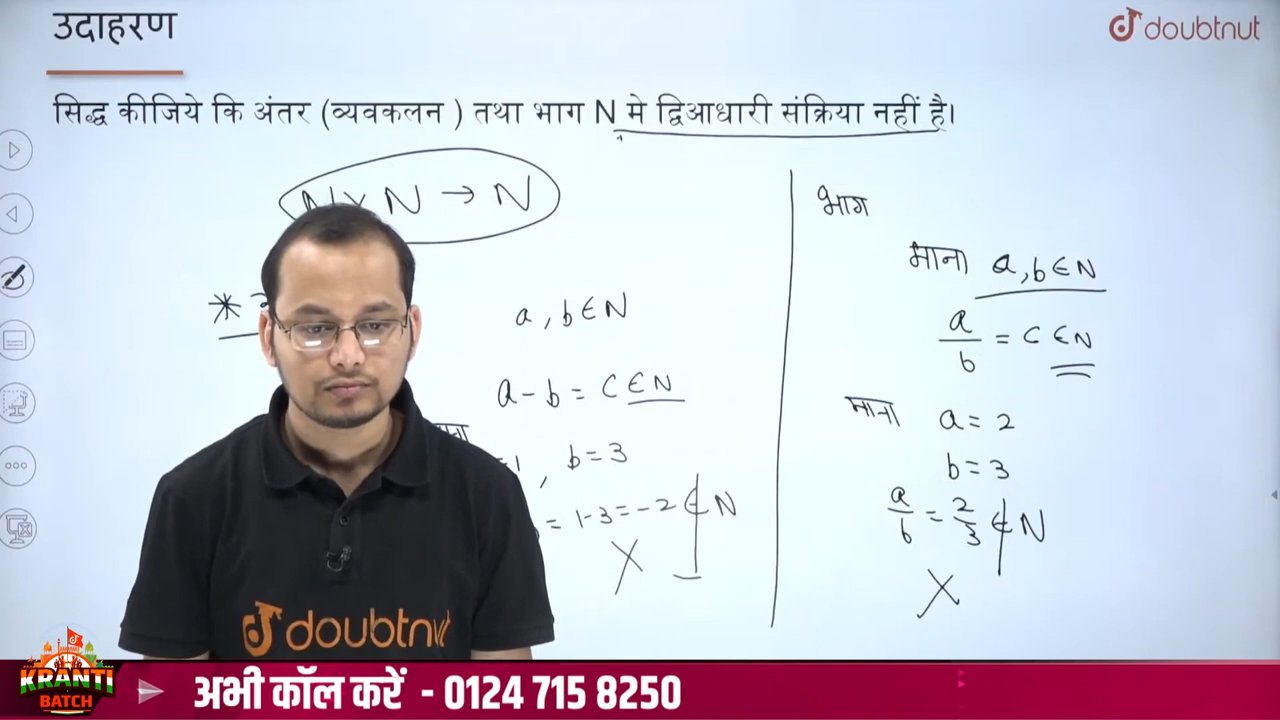 उदाहरण
doubtnut
सिद्ध कीजिये कि अंतर (व्यवकलन ) तथा भाग N मे द्विआधारी संक्रिया नहीं है।
N × N → N
*
a , b ∈ N
a - b = C ∈ N
b = 3
= 1 - 3 = - 2 ∉ N
X
भाग
माना a, b ∈ N
a/b = C ∈ N
माना a = 2
b = 3
a/b = 2/3 ∉ N
X
doubtnut
KRANTI
BATCH
अभी कॉल करें - 0124 715 8250